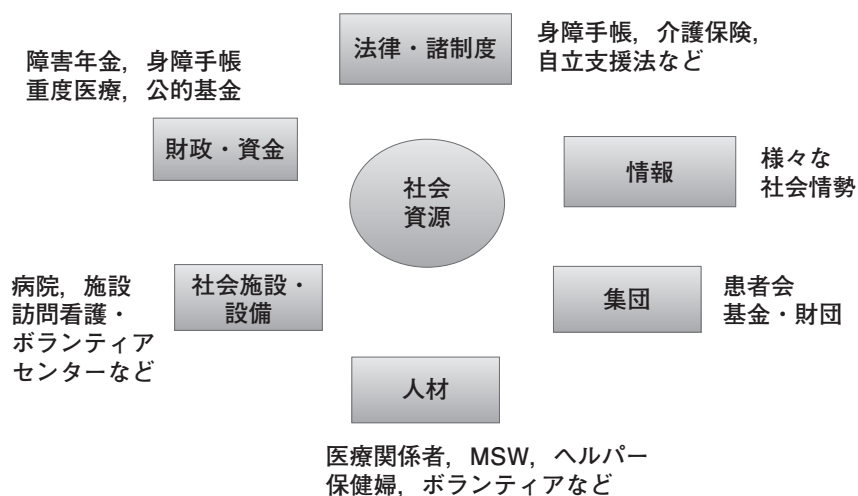 法律・諸制度
身障手帳，介護保険，
自立支援法など
障害年金，身障手帳
重度医療，公的基金
財政・資金
社会
資源
情報
様々な
社会情勢
病院，施設
訪問看護・
ボランティア
センターなど
社会施設・
設備
集団
患者会
基金・財団
人材
医療関係者，MSW，ヘルパー
保健婦，ボランティアなど